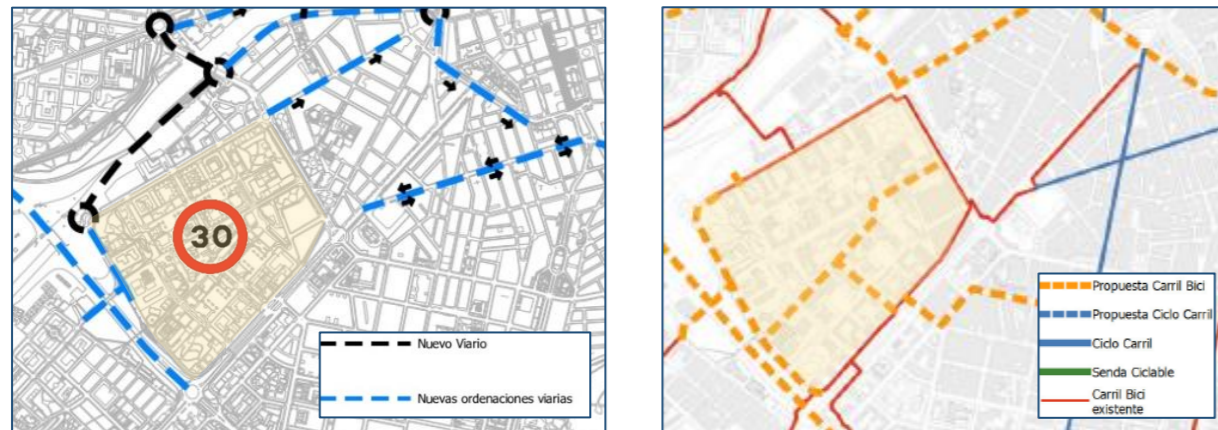 30
Nuevo Viario
Nuevas ordenaciones viarias
Propuesta Carril Bici
Propuesta Ciclo Carril
Ciclo Carril
Senda Ciclable
Carril Bici
existente